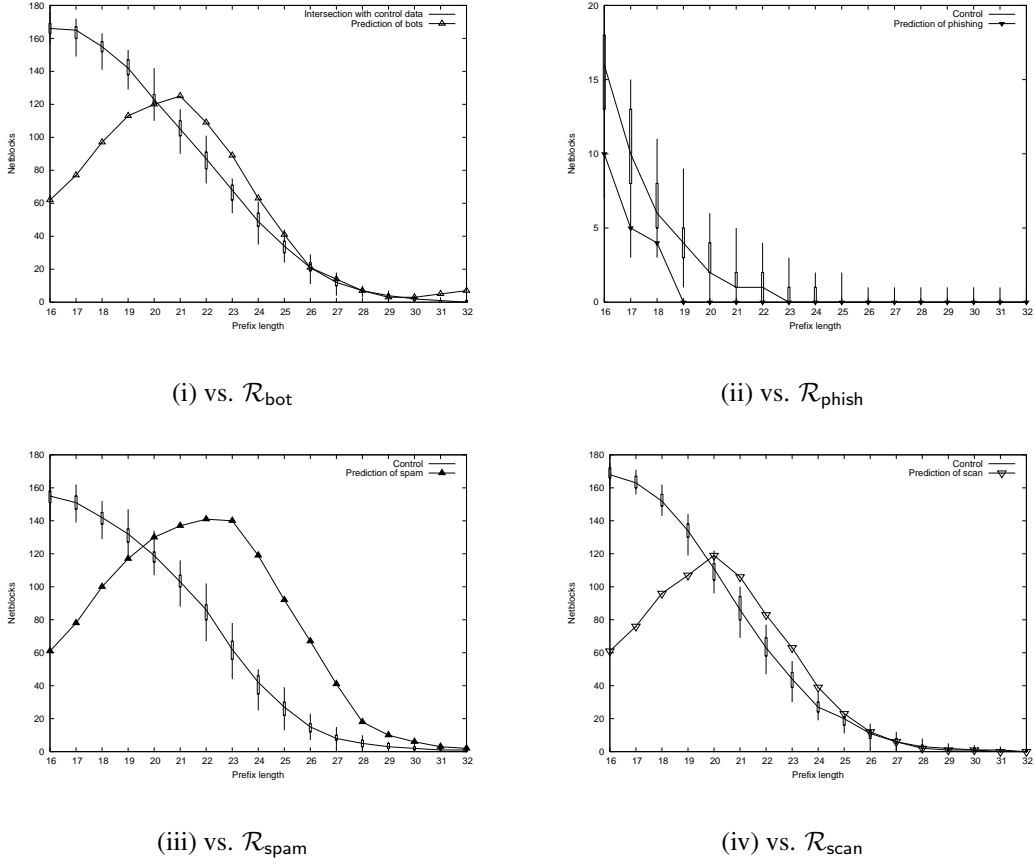 Intersection with control data
Prediction of bots
Netblocks
180
160
140
120
100
80
60
40
20
0
16 17 18 19 20 21 22 23 24 25 26 27 28 29 30 31 32
Prefix length
(i) vs. R_bot
Control
Prediction of phishing
Netblocks
20
15
10
5
0
16 17 18 19 20 21 22 23 24 25 26 27 28 29 30 31 32
Prefix length
(ii) vs. R_phish
Control
Prediction of spam
Netblocks
180
160
140
120
100
80
60
40
20
0
16 17 18 19 20 21 22 23 24 25 26 27 28 29 30 31 32
Prefix length
(iii) vs. R_spam
Control
Prediction of scan
Netblocks
180
160
140
120
100
80
60
40
20
0
16 17 18 19 20 21 22 23 24 25 26 27 28 29 30 31 32
Prefix length
(iv) vs. R_scan